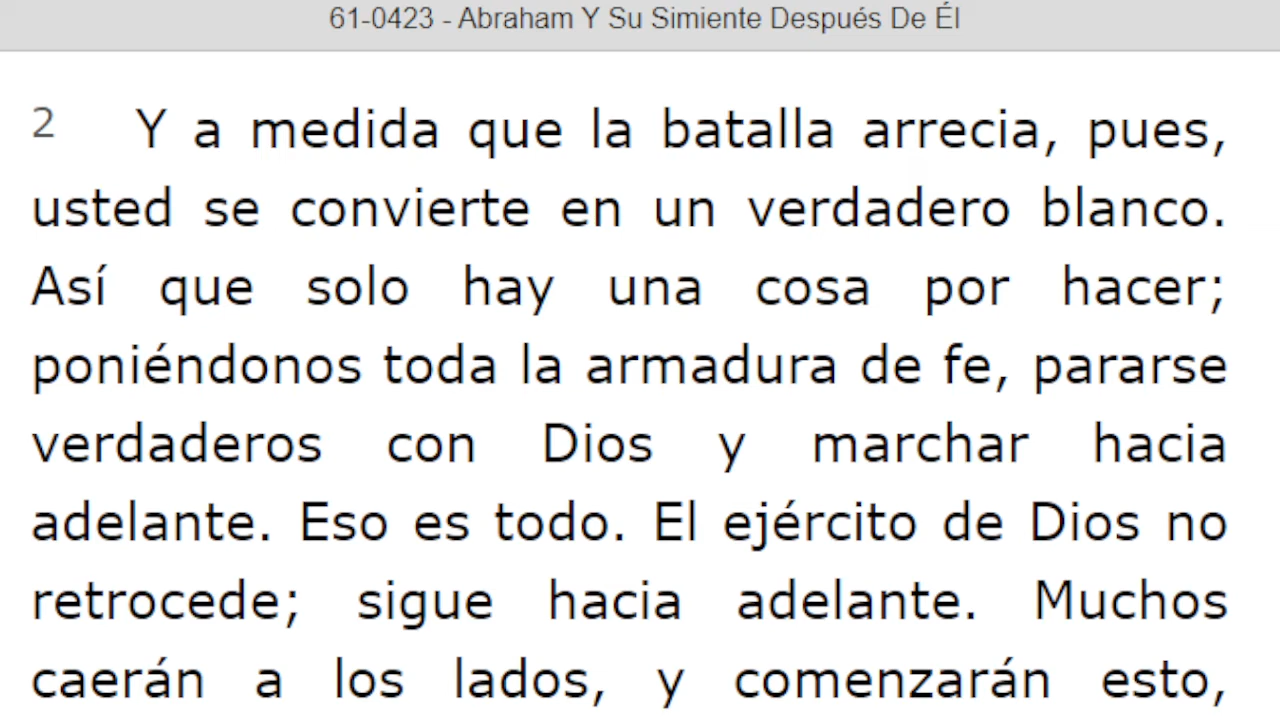 61-0423 - Abraham Y Su Simiente Después De Él
2 Y a medida que la batalla arrecia, pues,
usted se convierte en un verdadero blanco.
Así que solo hay una cosa por hacer;
poniéndonos toda la armadura de fe, pararse
verdaderos con Dios y marchar hacia
adelante. Eso es todo. El ejército de Dios no
retrocede; sigue hacia adelante. Muchos
caerán a los lados, y comenzarán esto,